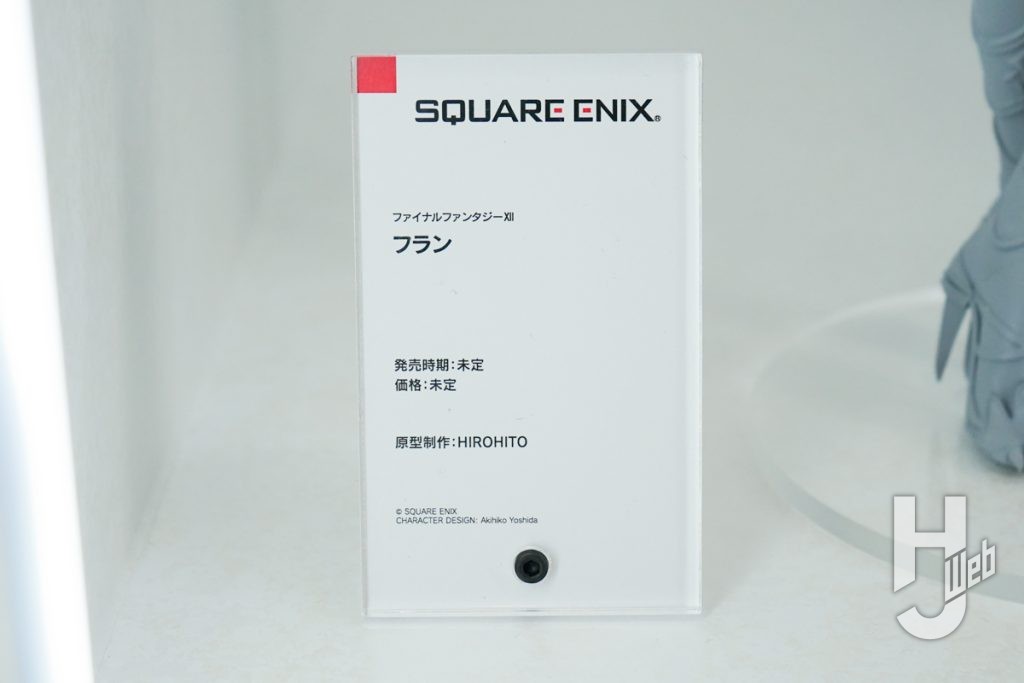 SQUARE ENIX®
ファイナルファンタジーXII
フラン
発売時期：未定
価格：未定
原型制作：HIROHITO
© SQUARE ENIX
CHARACTER DESIGN: Akihiko Yoshida
HJ Web